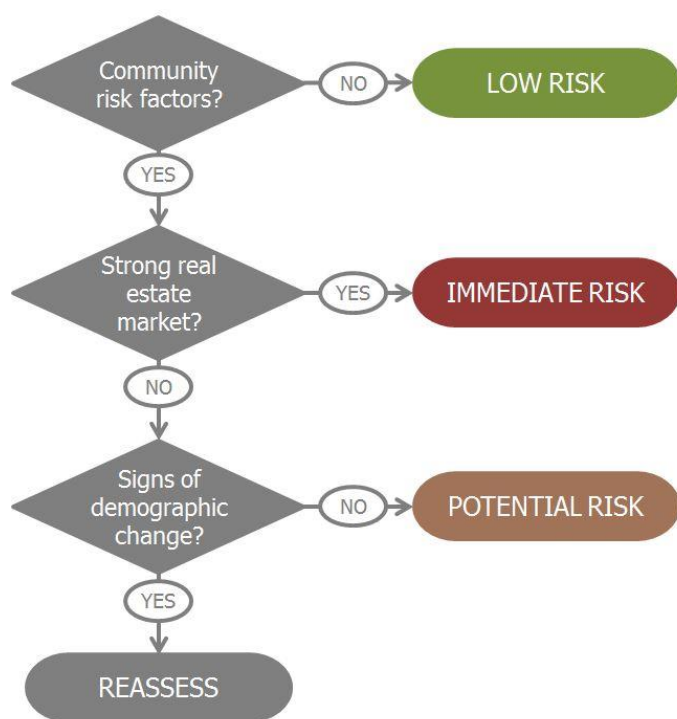 Community
risk factors?
NO
LOW RISK
YES
Strong real
estate
market?
YES
IMMEDIATE RISK
NO
Signs of
demographic
change?
NO
POTENTIAL RISK
YES
REASSESS